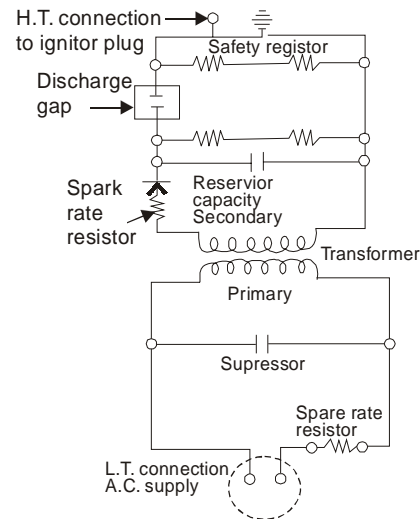 H.T. connection
to ignitor plug
Safety registor
Discharge
gap
Spark
rate
resistor
Reservior
capacity
Secondary
Transformer
Primary
Supressor
Spare rate
resistor
L.T. connection
A.C. supply